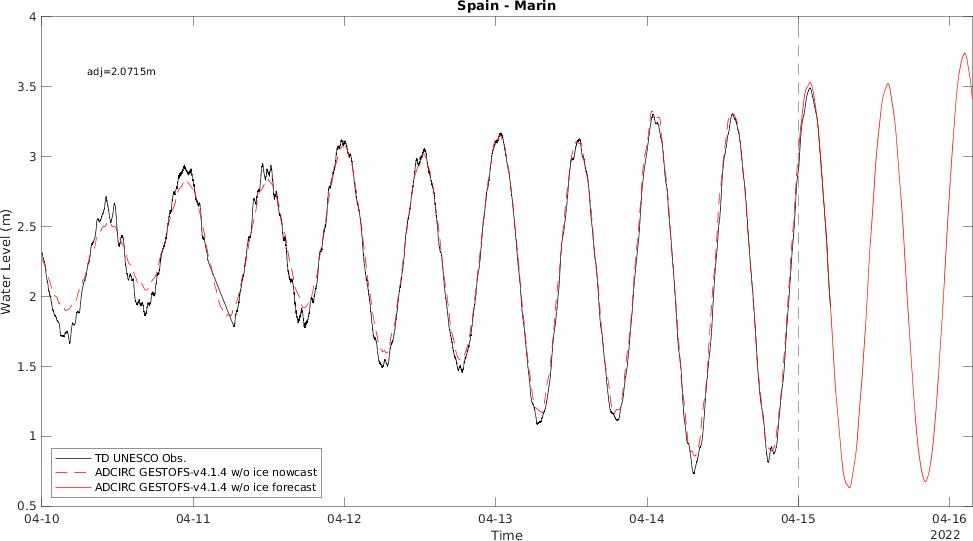 Spain - Marin
4
adj=2.0715m
3.5
3
2.5
Water Level (m)
2
1.5
1
TD UNESCO Obs.
ADCIRC GESTOFS-v4.1.4 w/o ice nowcast
ADCIRC GESTOFS-v4.1.4 w/o ice forecast
0.5
04-10 04-11 04-12 04-13 04-14 04-15 04-16
Time 2022